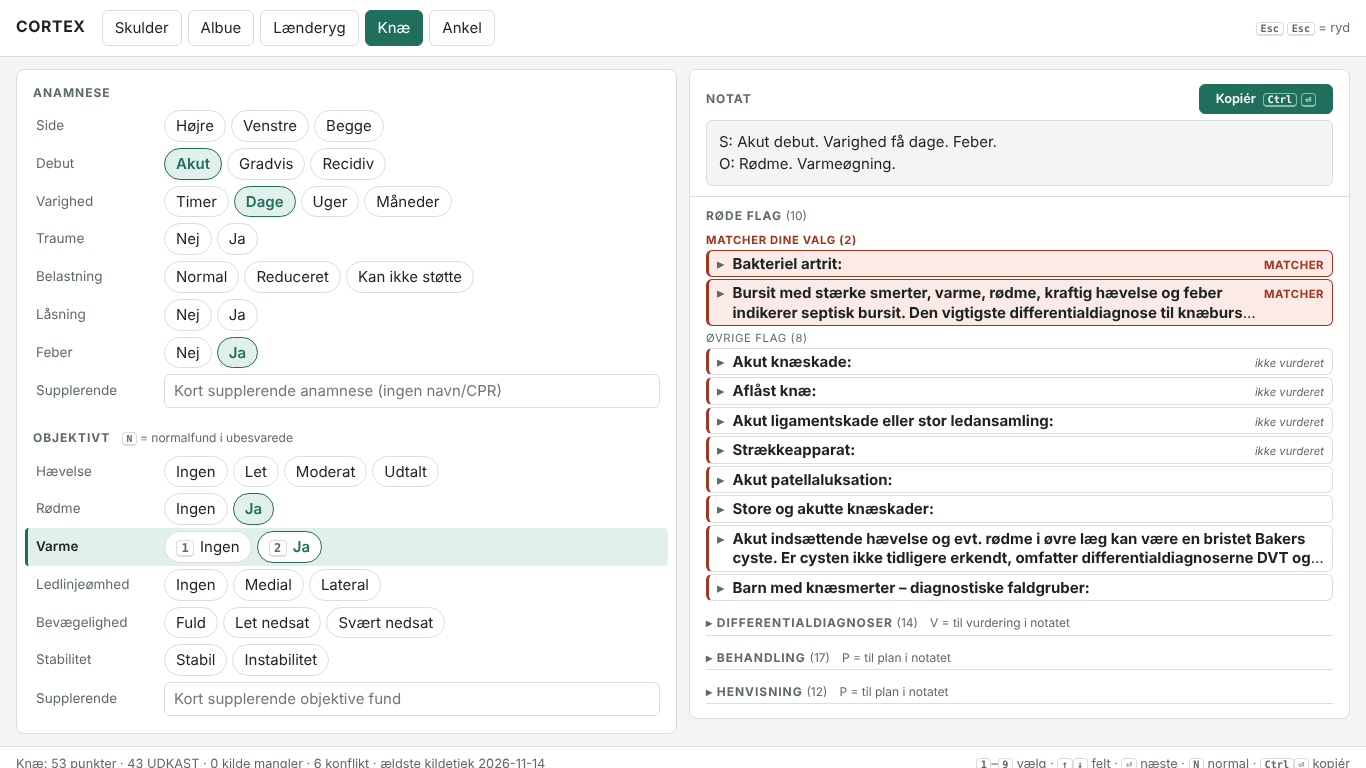 CORTEX Skulder Albue Lænderyg Knæ Ankel Esc Esc = ryd
ANAMNESE
Side Højre Venstre Begge
Debut Akut Gradvis Recidiv
Varighed Timer Dage Uger Måneder
Traume Nej Ja
Belastning Normal Reduceret Kan ikke støtte
Låsning Nej Ja
Feber Nej Ja
Supplerende Kort supplerende anamnese (ingen navn/CPR)
OBJEKTIVT N = normalfund i ubesvarede
Hævelse Ingen Let Moderat Udtalt
Rødme Ingen Ja
Varme 1 Ingen 2 Ja
Ledlinjeømhed Ingen Medial Lateral
Bevægelighed Fuld Let nedsat Svært nedsat
Stabilitet Stabil Instabilitet
Supplerende Kort supplerende objektive fund
NOTAT Kopiér Ctrl ⏎
S: Akut debut. Varighed få dage. Feber.
O: Rødme. Varmeøgning.
RØDE FLAG (10)
MATCHER DINE VALG (2)
▸ Bakteriel artrit: MATCHER
▸ Bursit med stærke smerter, varme, rødme, kraftig hævelse og feber MATCHER
indikerer septisk bursit. Den vigtigste differentialdiagnose til knæburs…
ØVRIGE FLAG (8)
▸ Akut knæskade: ikke vurderet
▸ Aflåst knæ: ikke vurderet
▸ Akut ligamentskade eller stor ledansamling: ikke vurderet
▸ Strækkeapparat: ikke vurderet
▸ Akut patellaluksation:
▸ Store og akutte knæskader:
▸ Akut indsættende hævelse og evt. rødme i øvre læg kan være en bristet Bakers
cyste. Er cysten ikke tidligere erkendt, omfatter differentialdiagnoserne DVT og…
▸ Barn med knæsmerter – diagnostiske faldgruber:
▸ DIFFERENTIALDIAGNOSER (14) V = til vurdering i notatet
▸ BEHANDLING (17) P = til plan i notatet
▸ HENVISNING (12) P = til plan i notatet
Knæ: 53 punkter · 43 UDKAST · 0 kilde mangler · 6 konflikt · ældste kildetjek 2026-11-14
1–9 vælg · ↑ ↓ felt · ⏎ næste · N normal · Ctrl ⏎ kopiér